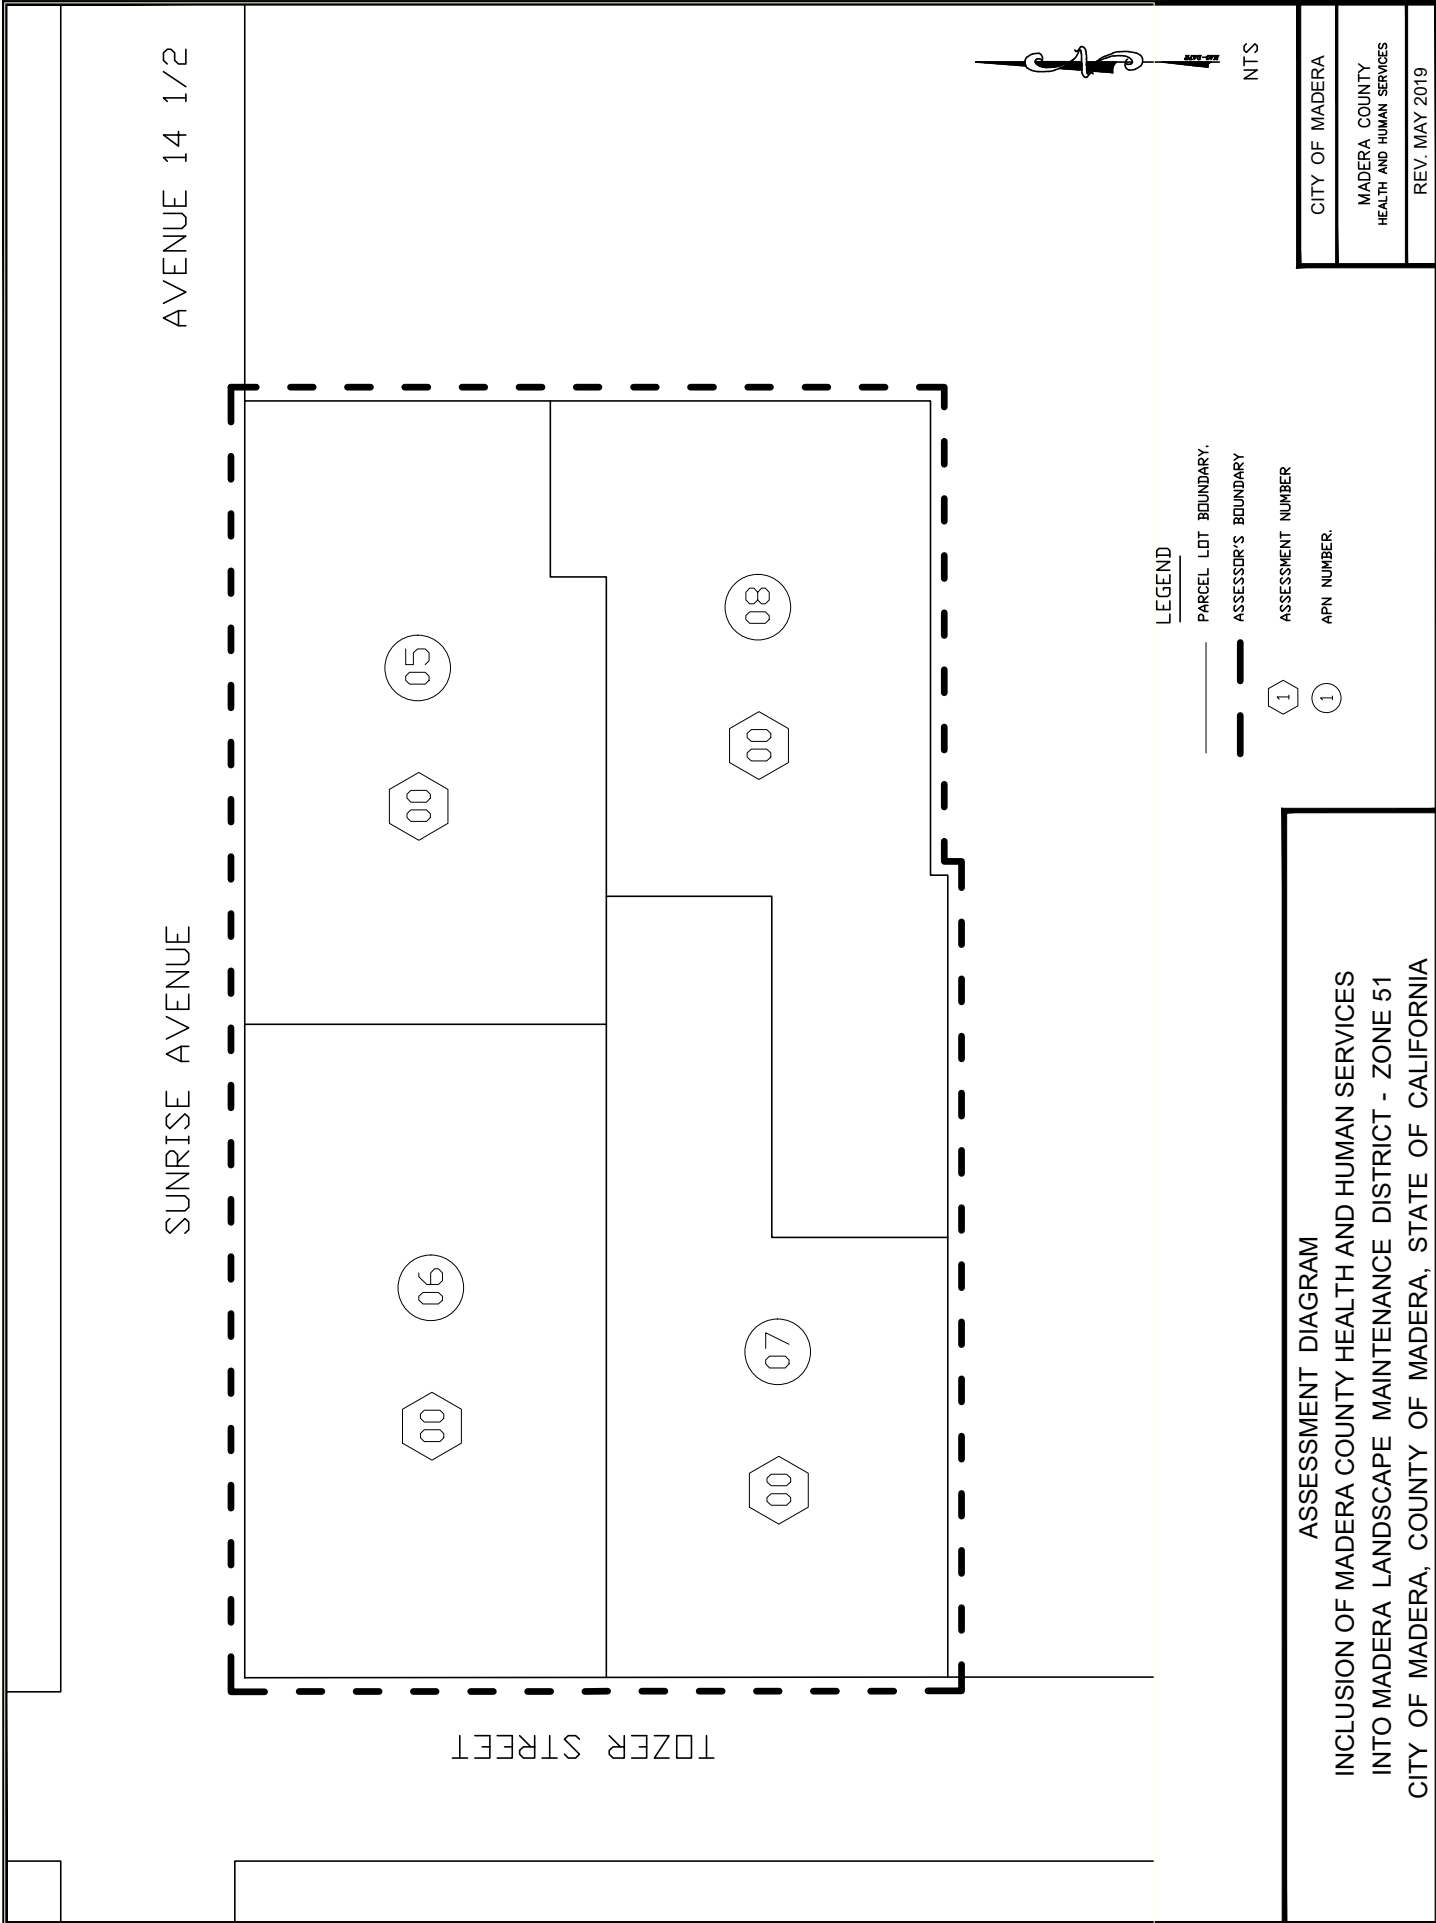 SUNRISE AVENUE
AVENUE 14 1/2
TOZER STREET
00
06
00
05
00
07
00
08
NTS
LEGEND
PARCEL LOT BOUNDARY.
ASSESSOR'S BOUNDARY
1
ASSESSMENT NUMBER
1
APN NUMBER.
ASSESSMENT DIAGRAM
INCLUSION OF MADERA COUNTY HEALTH AND HUMAN SERVICES
INTO MADERA LANDSCAPE MAINTENANCE DISTRICT - ZONE 51
CITY OF MADERA, COUNTY OF MADERA, STATE OF CALIFORNIA
CITY OF MADERA
MADERA COUNTY
HEALTH AND HUMAN SERVICES
REV. MAY 2019